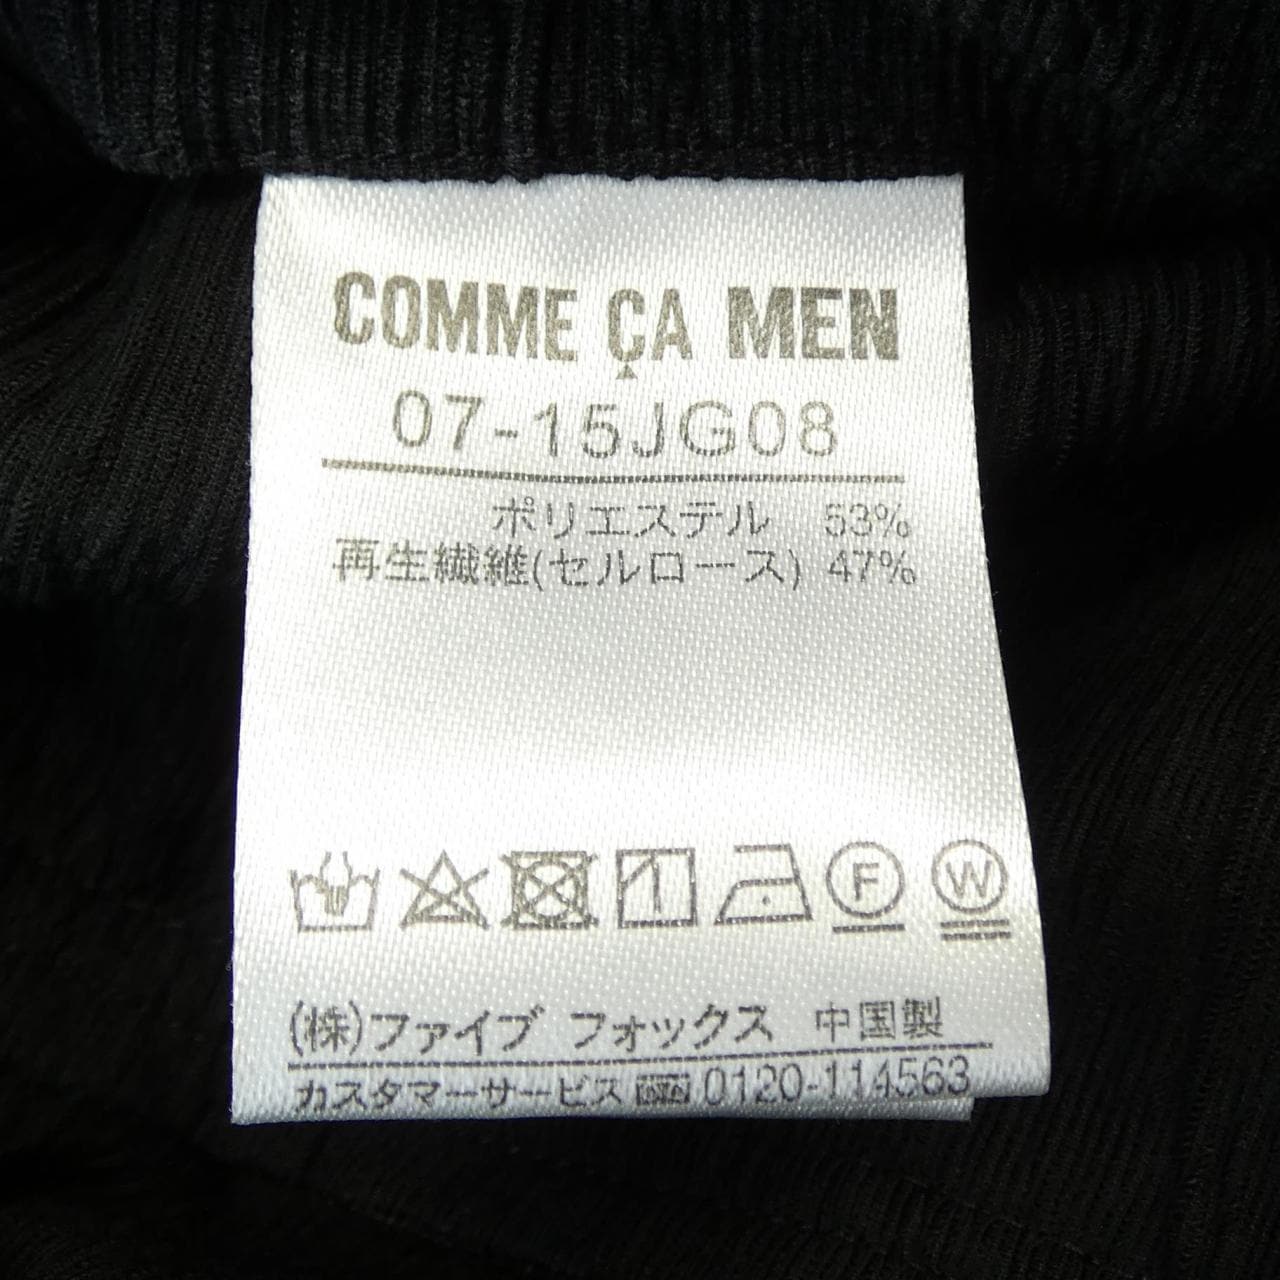 COMME ÇA MEN
07-15JG08
ポリエステル 53%
再生繊維(セルロース) 47%
F W
(株)ファイブ フォックス 中国製
カスタマーサービス 0120-114563